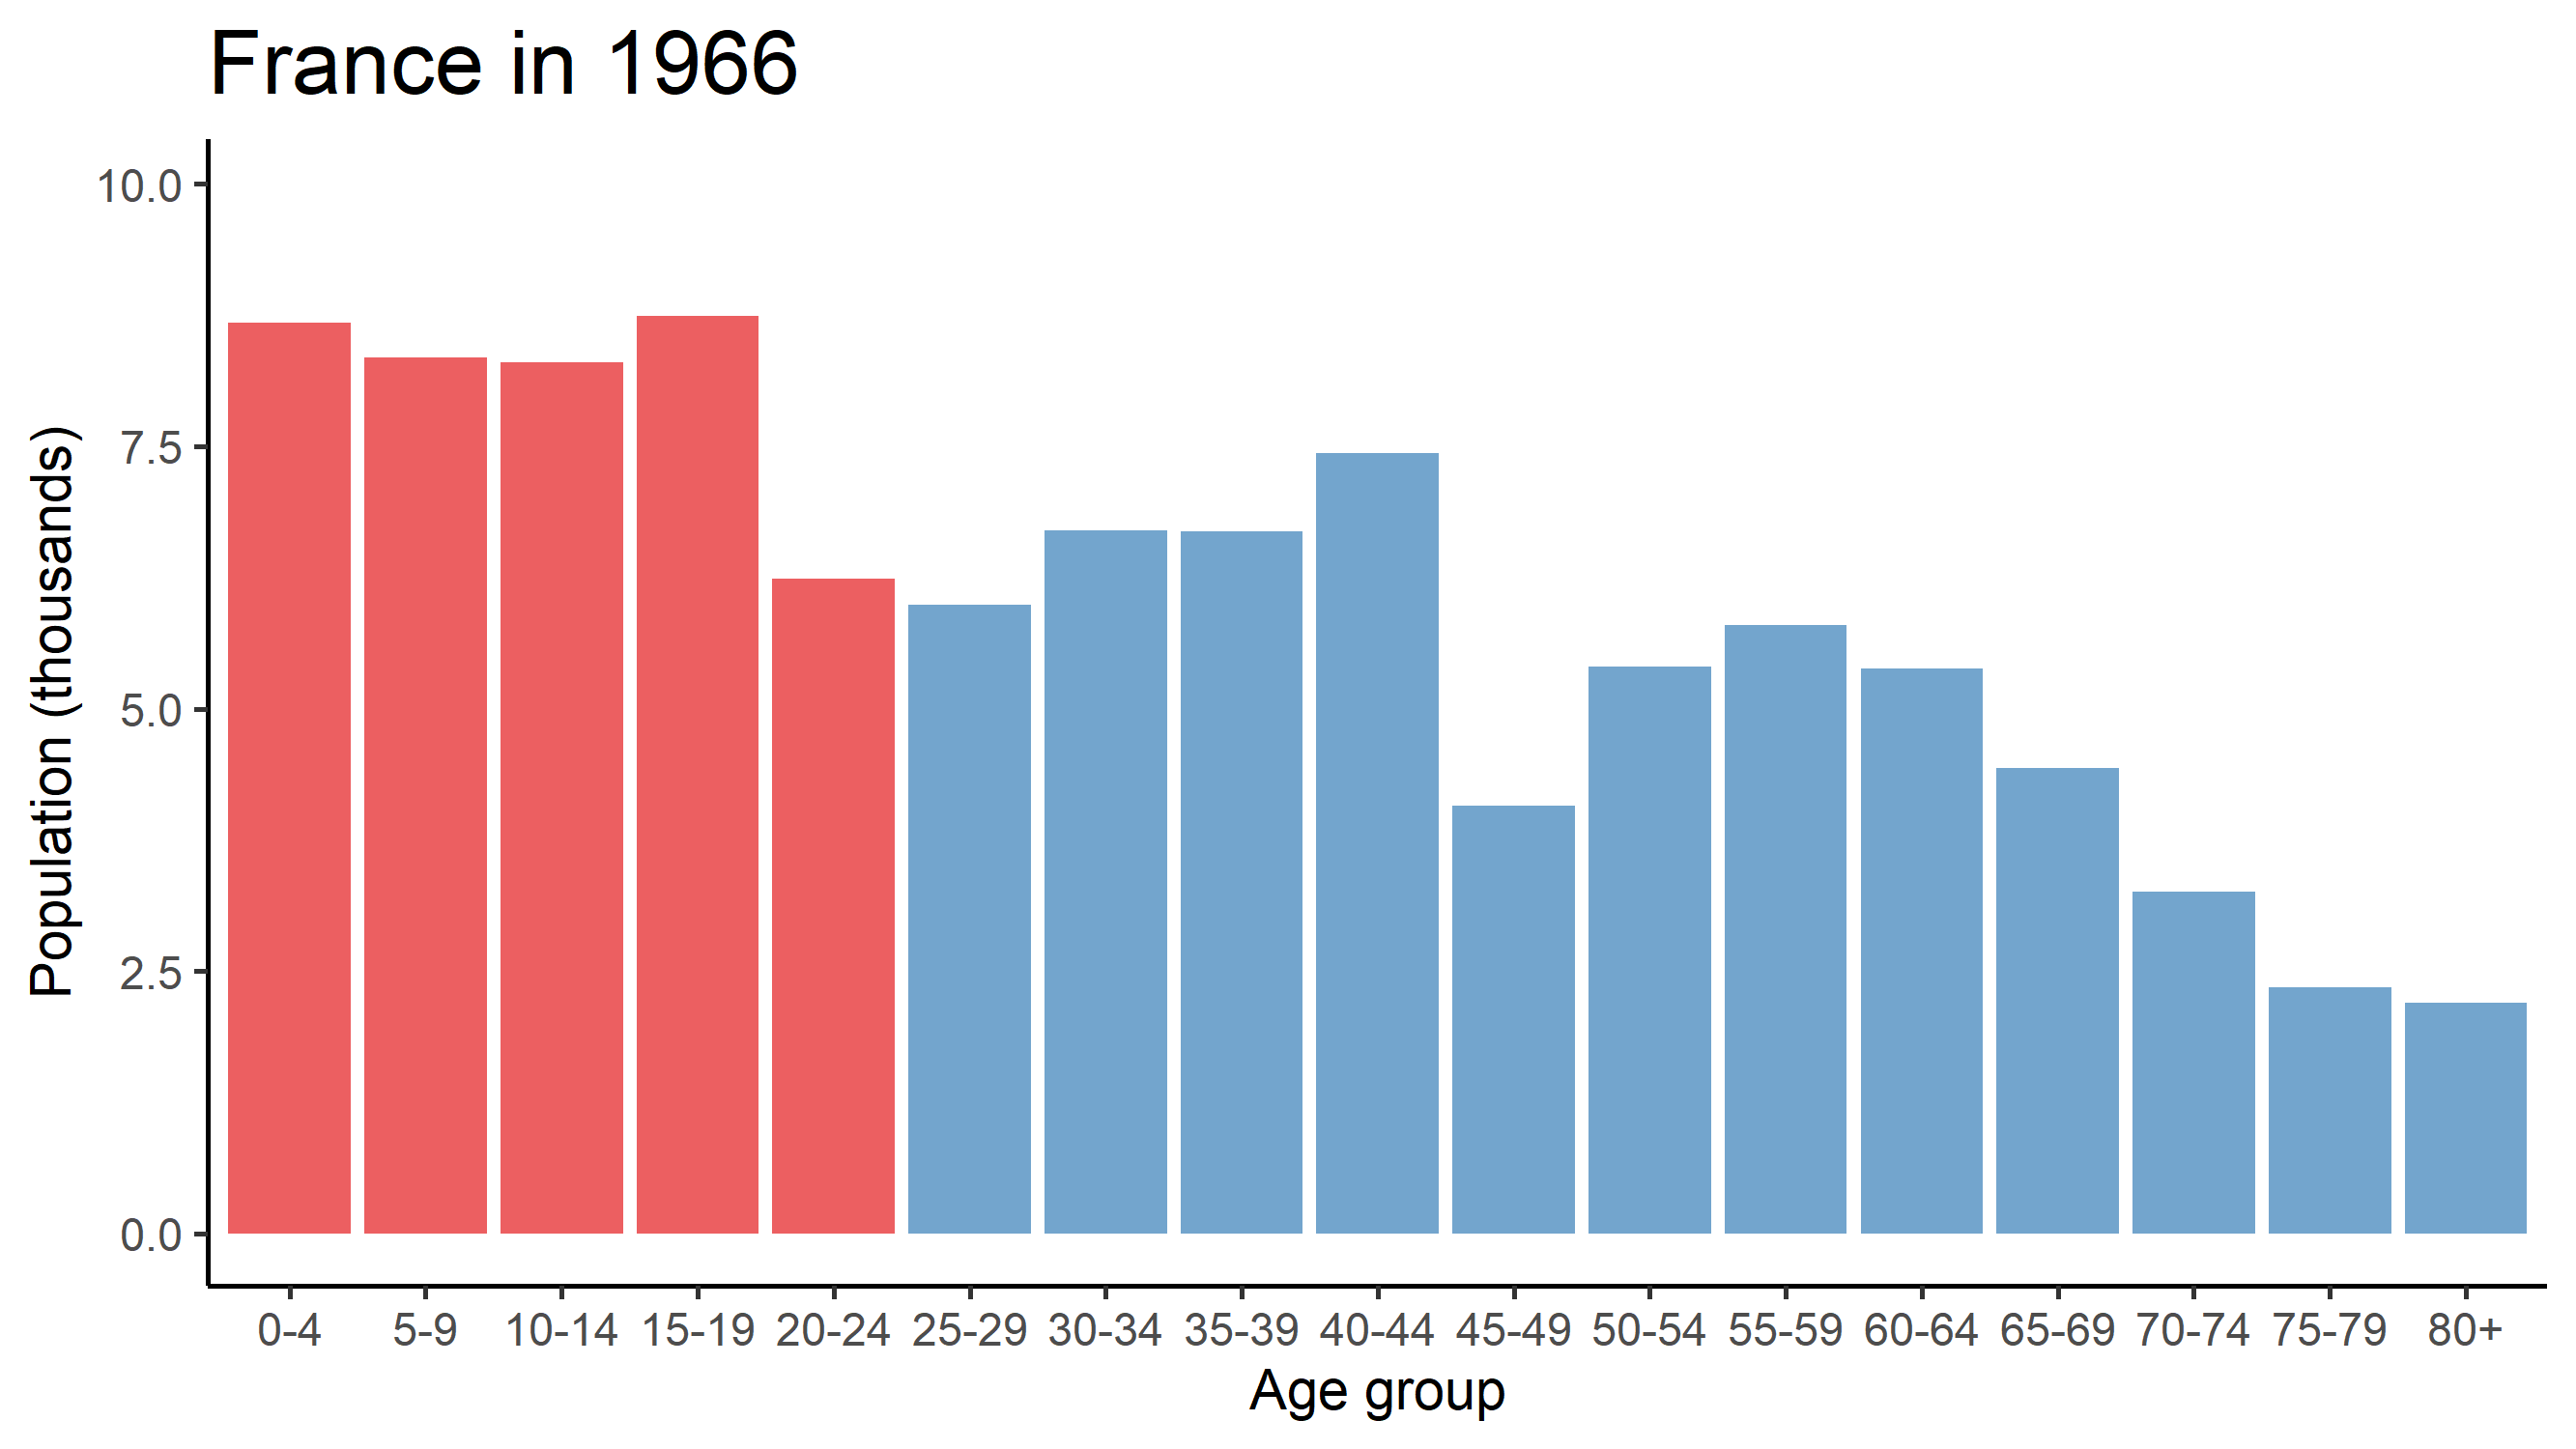 France in 1966
Population (thousands)
10.0
7.5
5.0
2.5
0.0
0-4 5-9 10-14 15-19 20-24 25-29 30-34 35-39 40-44 45-49 50-54 55-59 60-64 65-69 70-74 75-79 80+
Age group